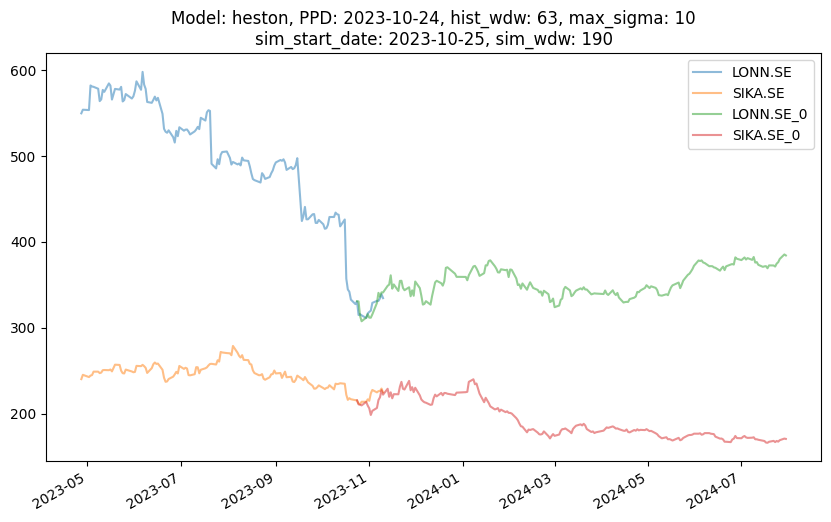 Model: heston, PPD: 2023-10-24, hist_wdw: 63, max_sigma: 10
sim_start_date: 2023-10-25, sim_wdw: 190
LONN.SE
SIKA.SE
LONN.SE_0
SIKA.SE_0
600
500
400
300
200
2023-05
2023-07
2023-09
2023-11
2024-01
2024-03
2024-05
2024-07